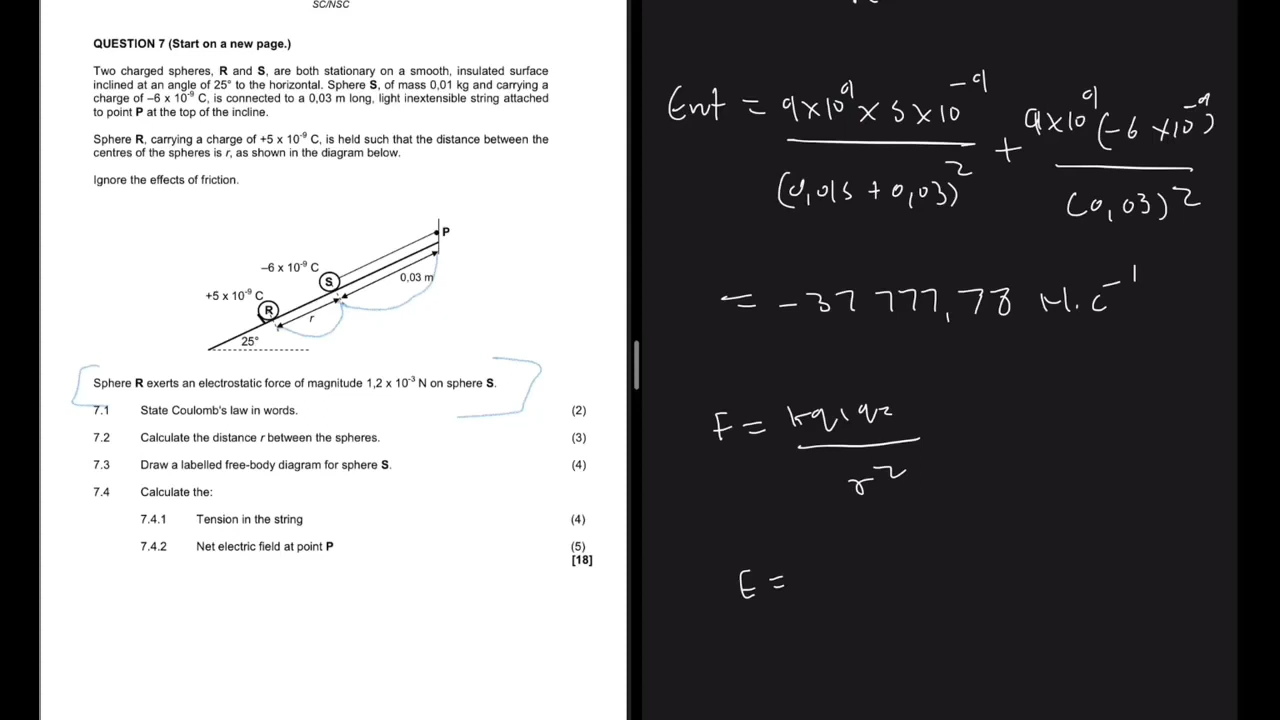 SC/NSC
QUESTION 7 (Start on a new page.)
Two charged spheres, R and S, are both stationary on a smooth, insulated surface
inclined at an angle of 25° to the horizontal. Sphere S, of mass 0,01 kg and carrying a
charge of –6 x 10⁻⁹ C, is connected to a 0,03 m long, light inextensible string attached
to point P at the top of the incline.
Sphere R, carrying a charge of +5 x 10⁻⁹ C, is held such that the distance between the
centres of the spheres is r, as shown in the diagram below.
Ignore the effects of friction.
P
–6 x 10⁻⁹ C
S
0,03 m
+5 x 10⁻⁹ C
R
r
25°
Sphere R exerts an electrostatic force of magnitude 1,2 x 10⁻³ N on sphere S.
7.1 State Coulomb's law in words. (2)
7.2 Calculate the distance r between the spheres. (3)
7.3 Draw a labelled free-body diagram for sphere S. (4)
7.4 Calculate the:
7.4.1 Tension in the string (4)
7.4.2 Net electric field at point P (5)
[18]
Enet = 9x10⁹ x 5x10⁻⁹ / (0,015 + 0,03)² + 9x10⁹ (-6 x10⁻⁹) / (0,03)²
= -37 777,78 N.C⁻¹
F = kq1q2 / r²
E =